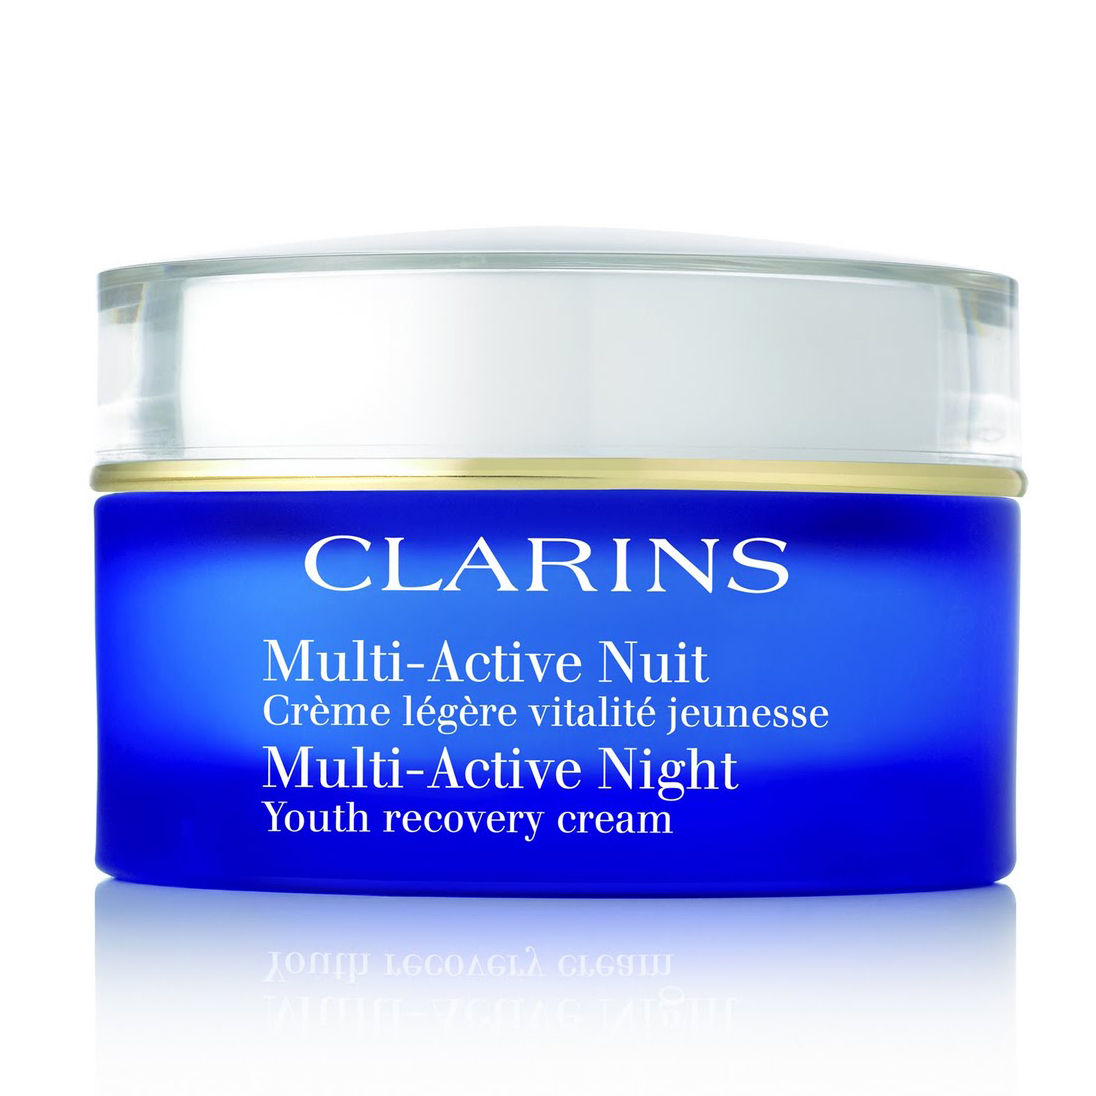 CLARINS
Multi-Active Nuit
Crème légère vitalité jeunesse
Multi-Active Night
Youth recovery cream